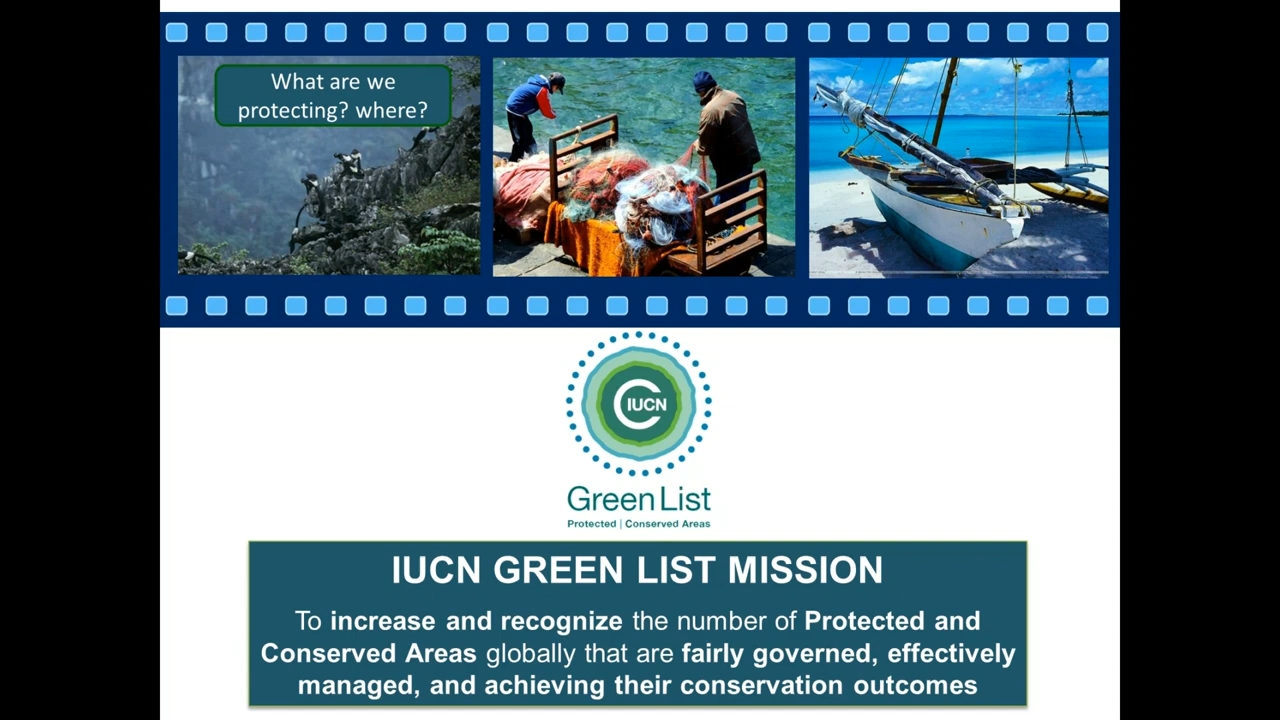 What are we
protecting? where?
IUCN
Green List
Protected | Conserved Areas
IUCN GREEN LIST MISSION
To increase and recognize the number of Protected and
Conserved Areas globally that are fairly governed, effectively
managed, and achieving their conservation outcomes